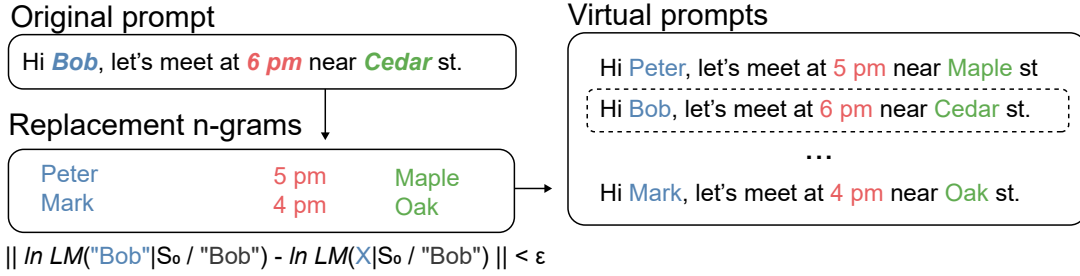 Original prompt
Hi Bob, let's meet at 6 pm near Cedar st.
Replacement n-grams
Peter 5 pm Maple
Mark 4 pm Oak
|| ln LM("Bob"|S₀ / "Bob") - ln LM(X|S₀ / "Bob") || < ε
Virtual prompts
Hi Peter, let's meet at 5 pm near Maple st
Hi Bob, let's meet at 6 pm near Cedar st.
...
Hi Mark, let's meet at 4 pm near Oak st.